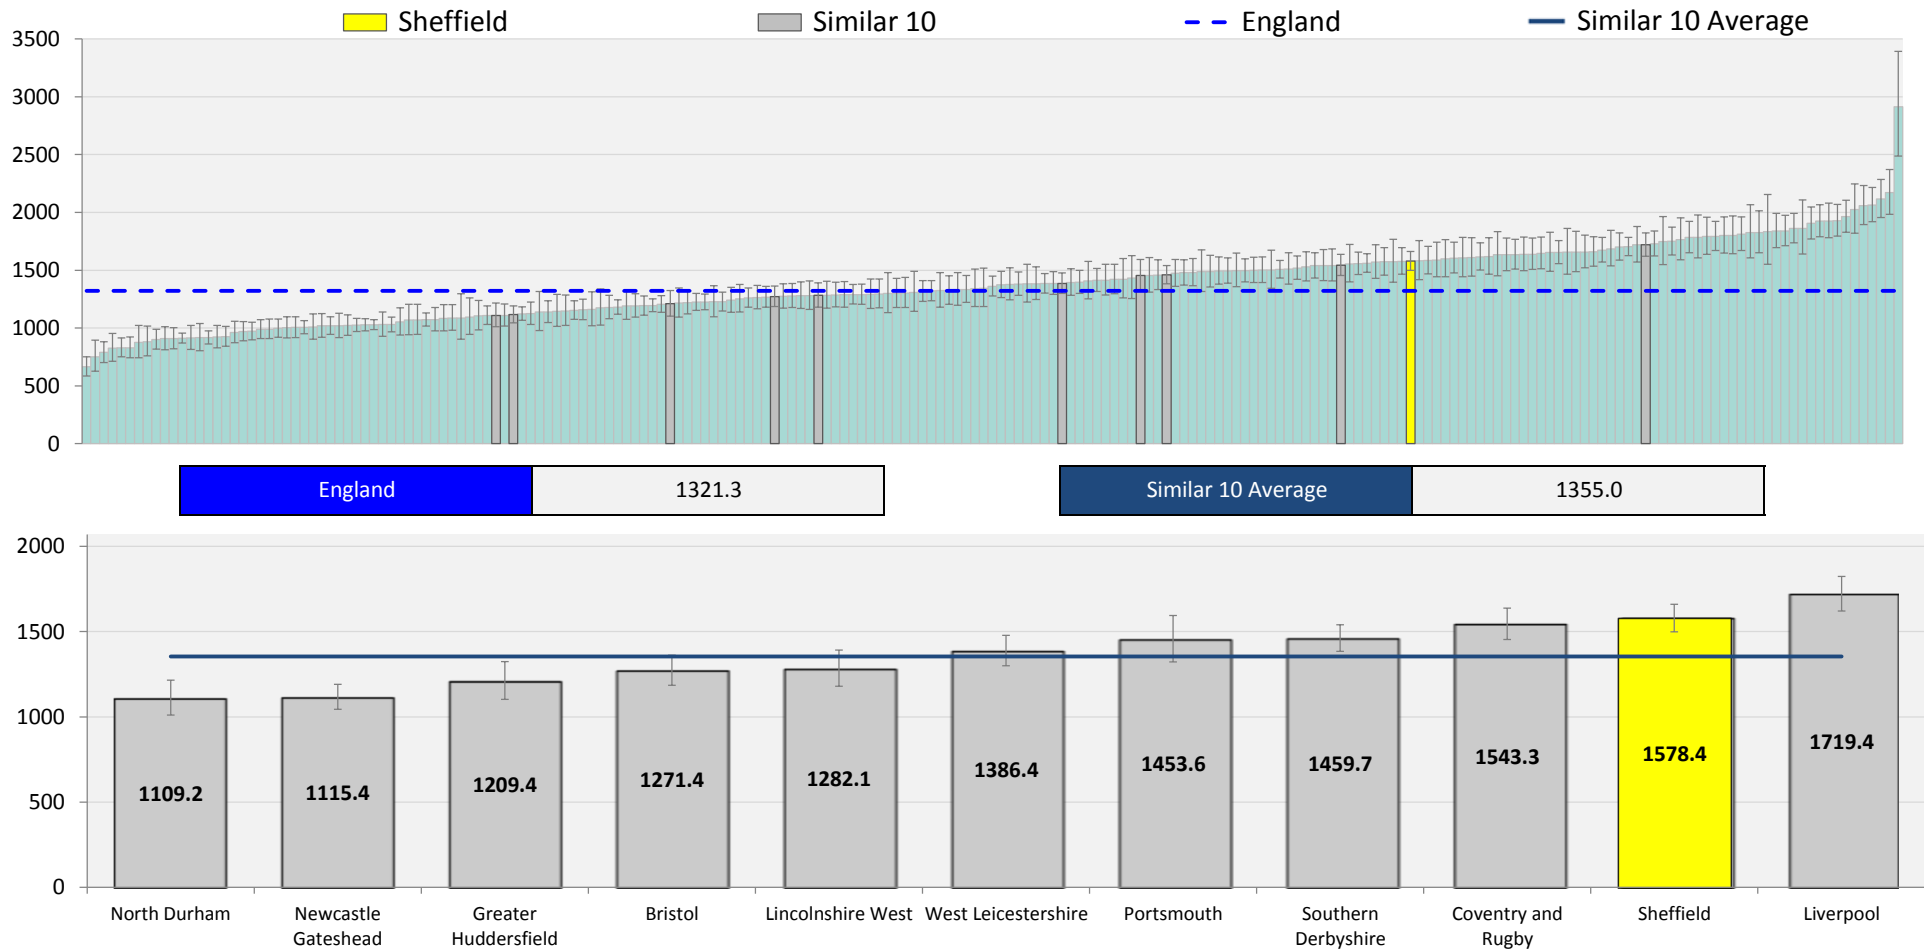 Sheffield
Similar 10
England
Similar 10 Average
3500
3000
2500
2000
1500
1000
500
0
England
1321.3
Similar 10 Average
1355.0
2000
1500
1000
500
0
1109.2
1115.4
1209.4
1271.4
1282.1
1386.4
1453.6
1459.7
1543.3
1578.4
1719.4
North Durham
Newcastle
Gateshead
Greater
Huddersfield
Bristol
Lincolnshire West
West Leicestershire
Portsmouth
Southern
Derbyshire
Coventry and
Rugby
Sheffield
Liverpool